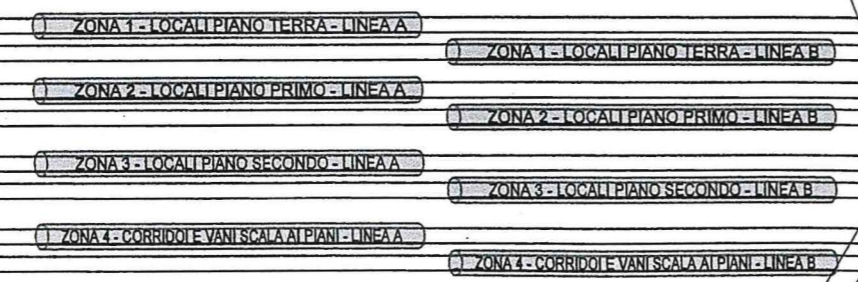 ZONA 1 - LOCALI PIANO TERRA - LINEA A
ZONA 1 - LOCALI PIANO TERRA - LINEA B
ZONA 2 - LOCALI PIANO PRIMO - LINEA A
ZONA 2 - LOCALI PIANO PRIMO - LINEA B
ZONA 3 - LOCALI PIANO SECONDO - LINEA A
ZONA 3 - LOCALI PIANO SECONDO - LINEA B
ZONA 4 - CORRIDOI E VANI SCALA AI PIANI - LINEA A
ZONA 4 - CORRIDOI E VANI SCALA AI PIANI - LINEA B